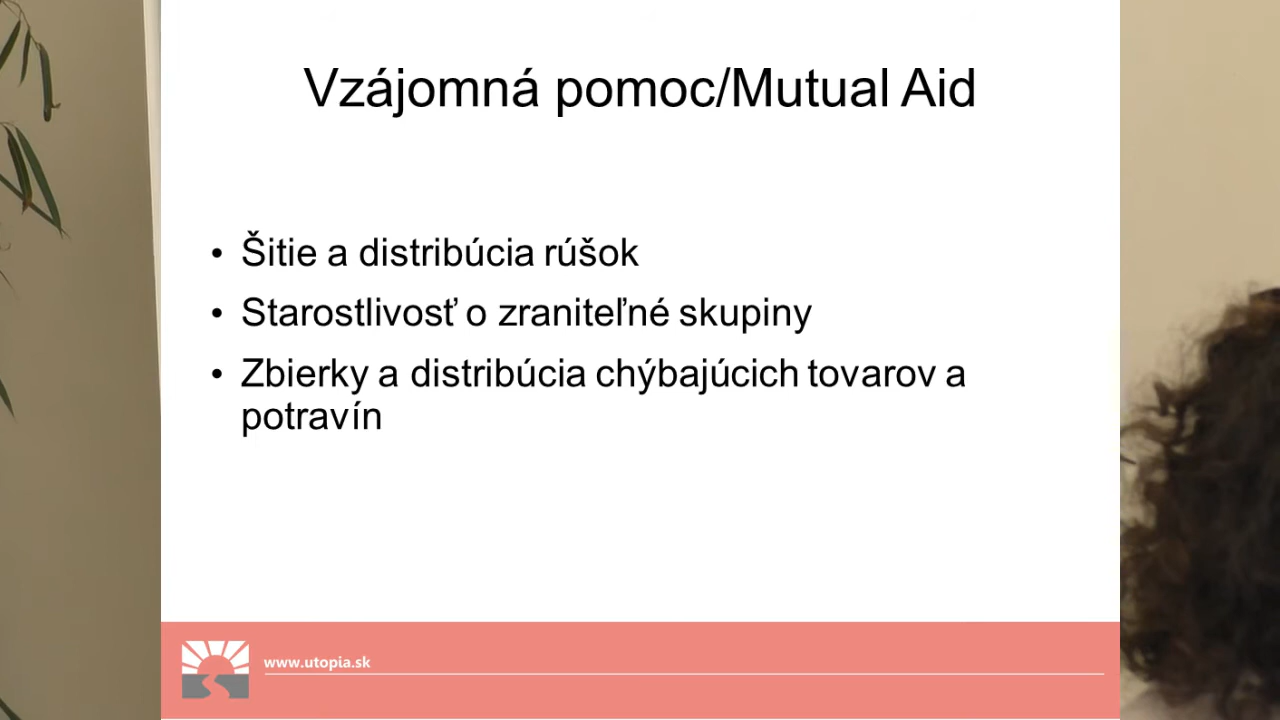 Vzájomná pomoc/Mutual Aid
• Šitie a distribúcia rúšok
• Starostlivosť o zraniteľné skupiny
• Zbierky a distribúcia chýbajúcich tovarov a
potravín
www.utopia.sk